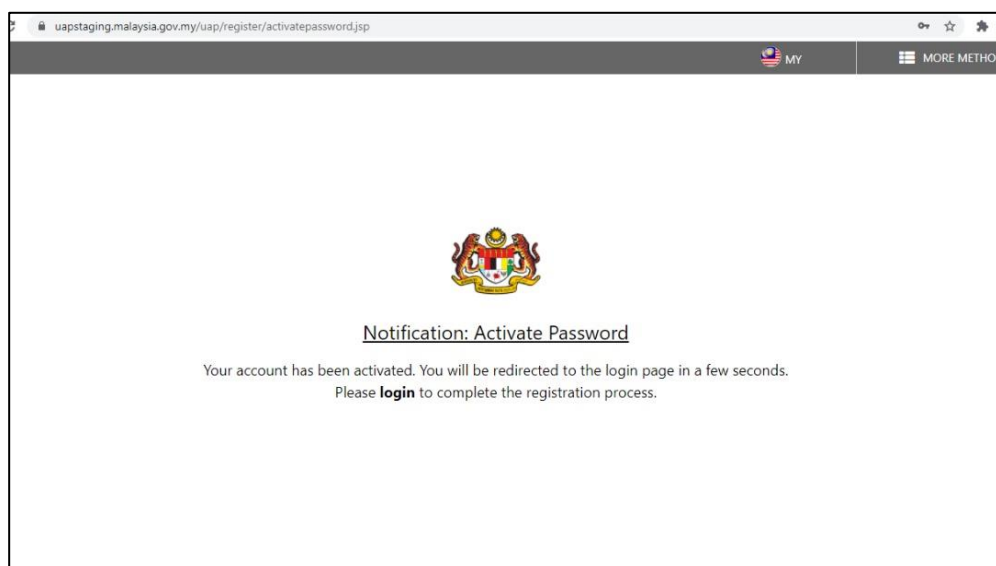 uapstaging.malaysia.gov.my/uap/register/activatepassword.jsp
MY
MORE METHO
Notification: Activate Password
Your account has been activated. You will be redirected to the login page in a few seconds.
Please login to complete the registration process.